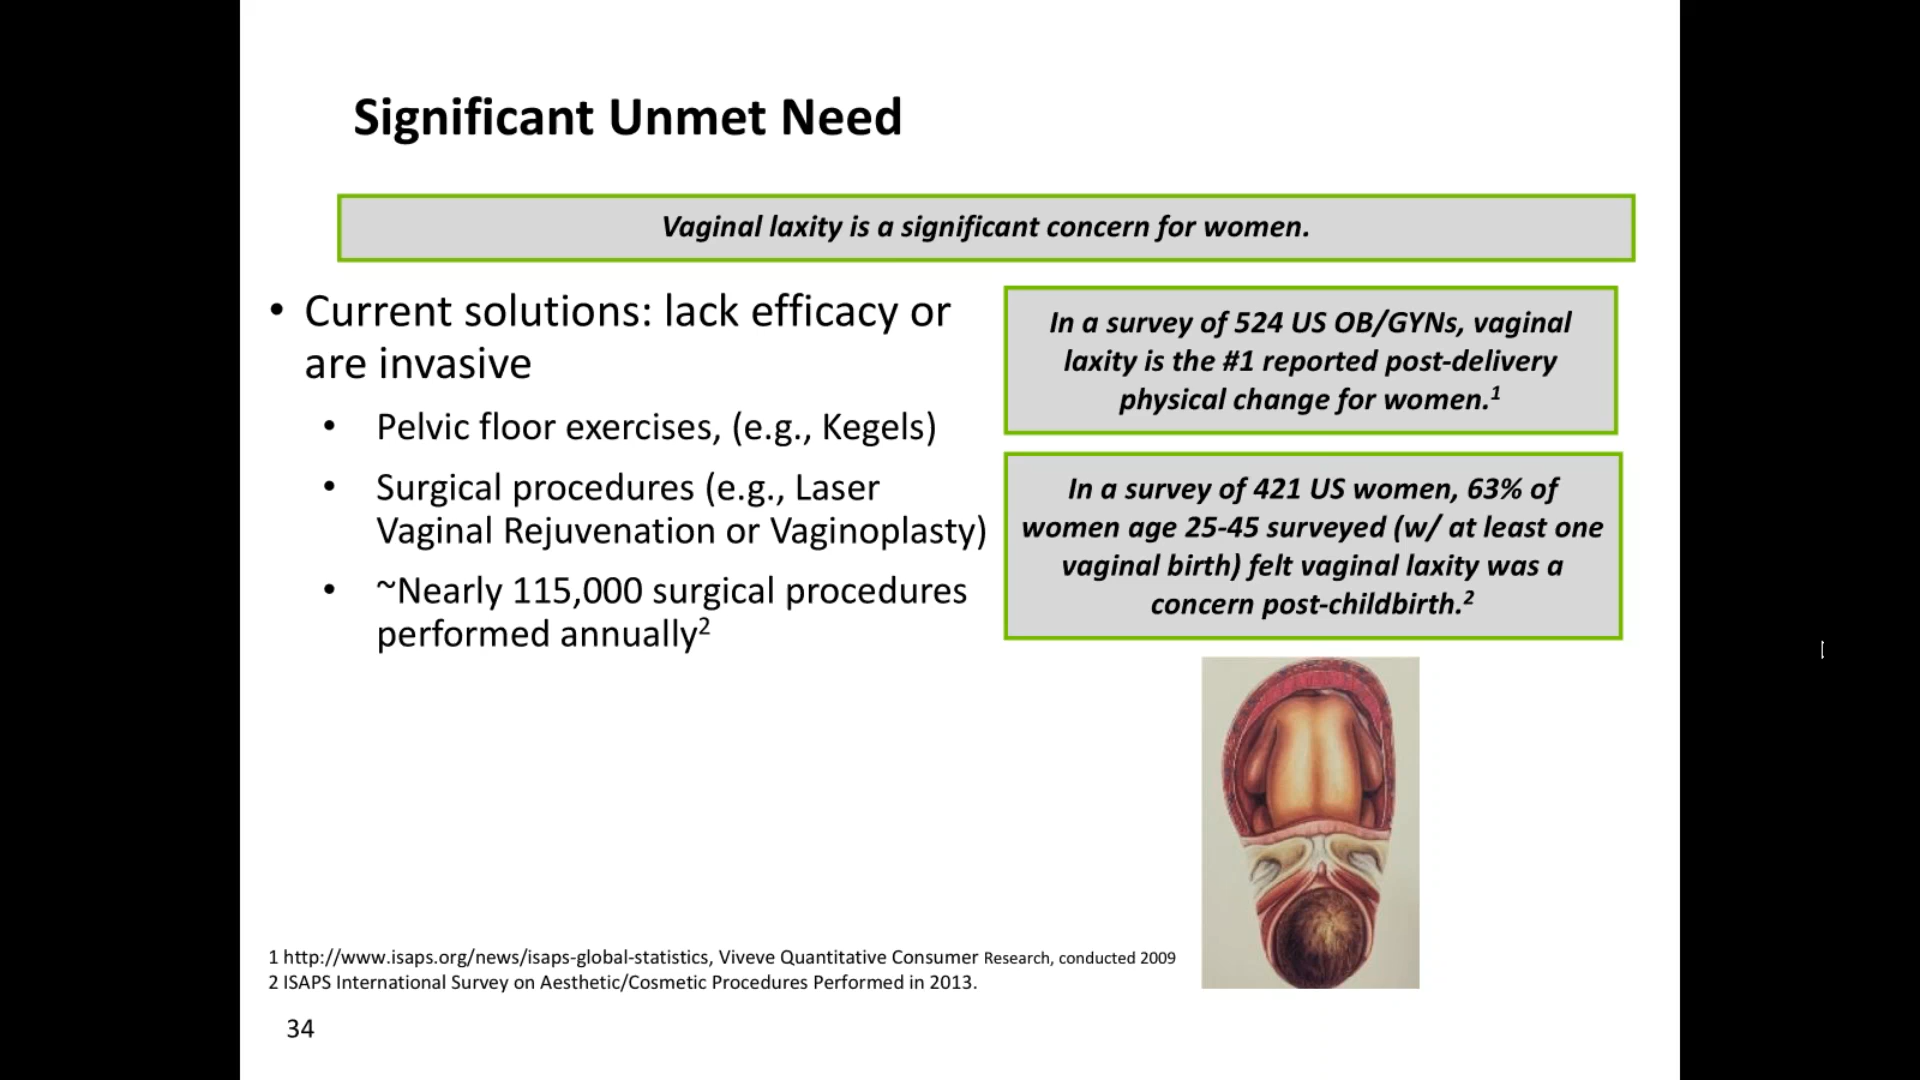 Significant Unmet Need
Vaginal laxity is a significant concern for women.
• Current solutions: lack efficacy or
are invasive
• Pelvic floor exercises, (e.g., Kegels)
• Surgical procedures (e.g., Laser
Vaginal Rejuvenation or Vaginoplasty)
• ~Nearly 115,000 surgical procedures
performed annually²
In a survey of 524 US OB/GYNs, vaginal
laxity is the #1 reported post-delivery
physical change for women.¹
In a survey of 421 US women, 63% of
women age 25-45 surveyed (w/ at least one
vaginal birth) felt vaginal laxity was a
concern post-childbirth.²
1 http://www.isaps.org/news/isaps-global-statistics, Viveve Quantitative Consumer Research, conducted 2009
2 ISAPS International Survey on Aesthetic/Cosmetic Procedures Performed in 2013.
34